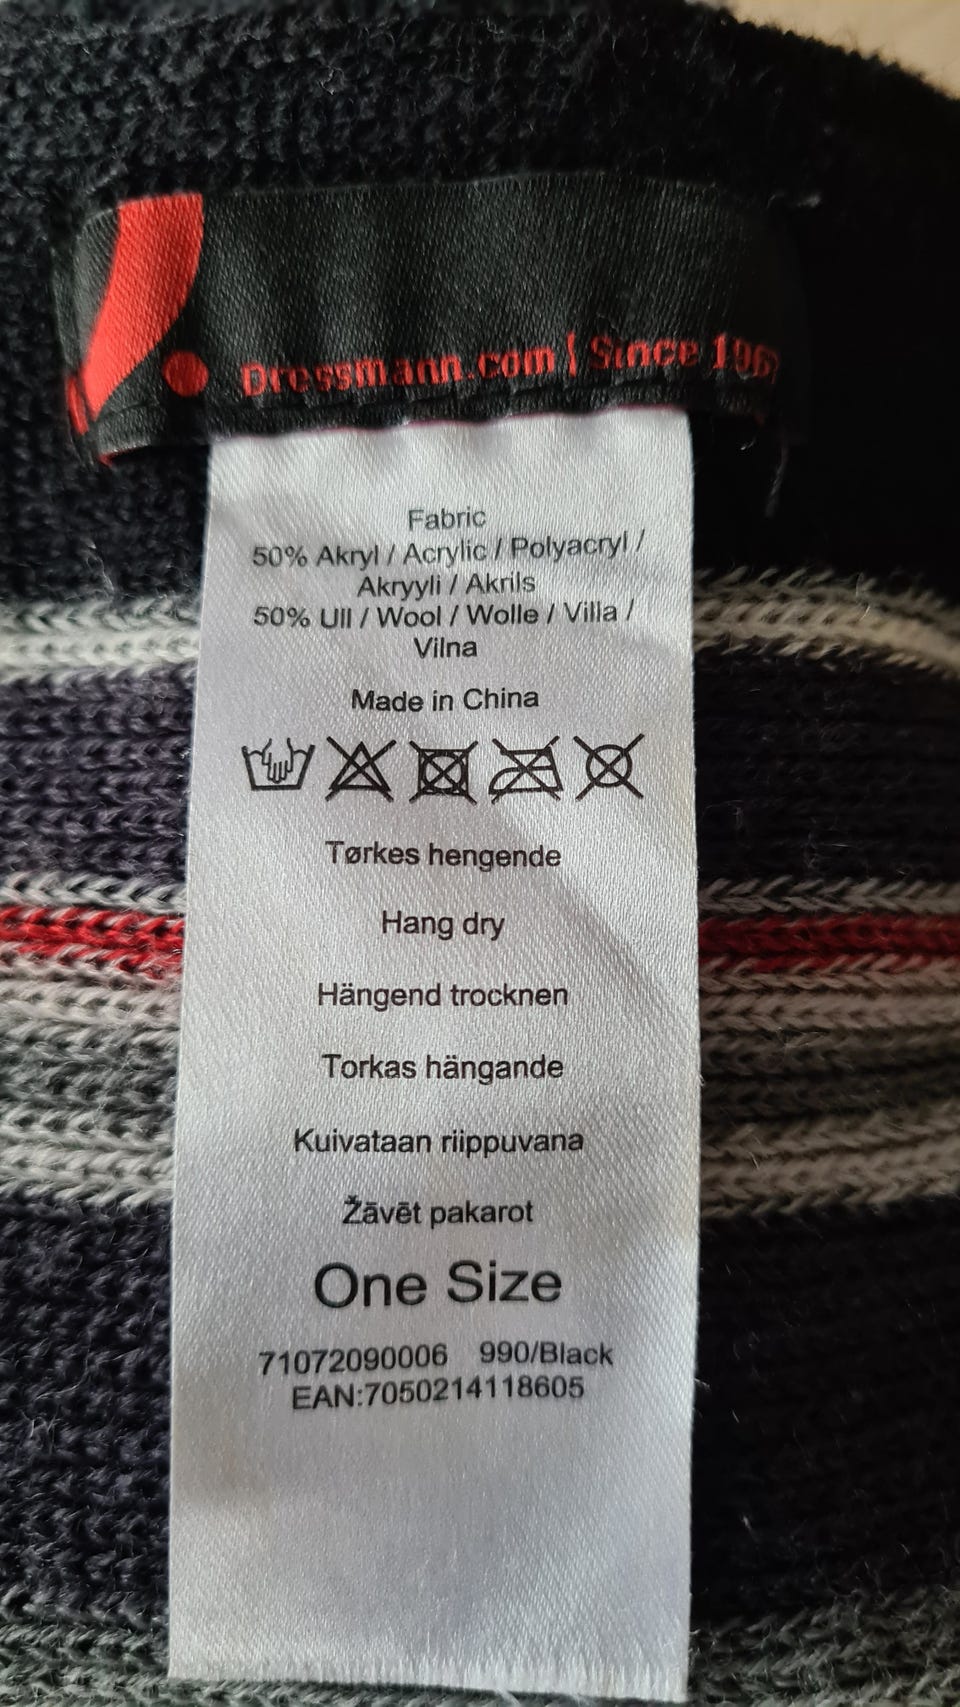 Dressmann.com | Since 196
Fabric
50% Akryl / Acrylic / Polyacryl /
Akryyli / Akrils
50% Ull / Wool / Wolle / Villa /
Vilna
Made in China
Tørkes hengende
Hang dry
Hängend trocknen
Torkas hängande
Kuivataan riippuvana
Žāvēt pakarot
One Size
71072090006 990/Black
EAN:7050214118605